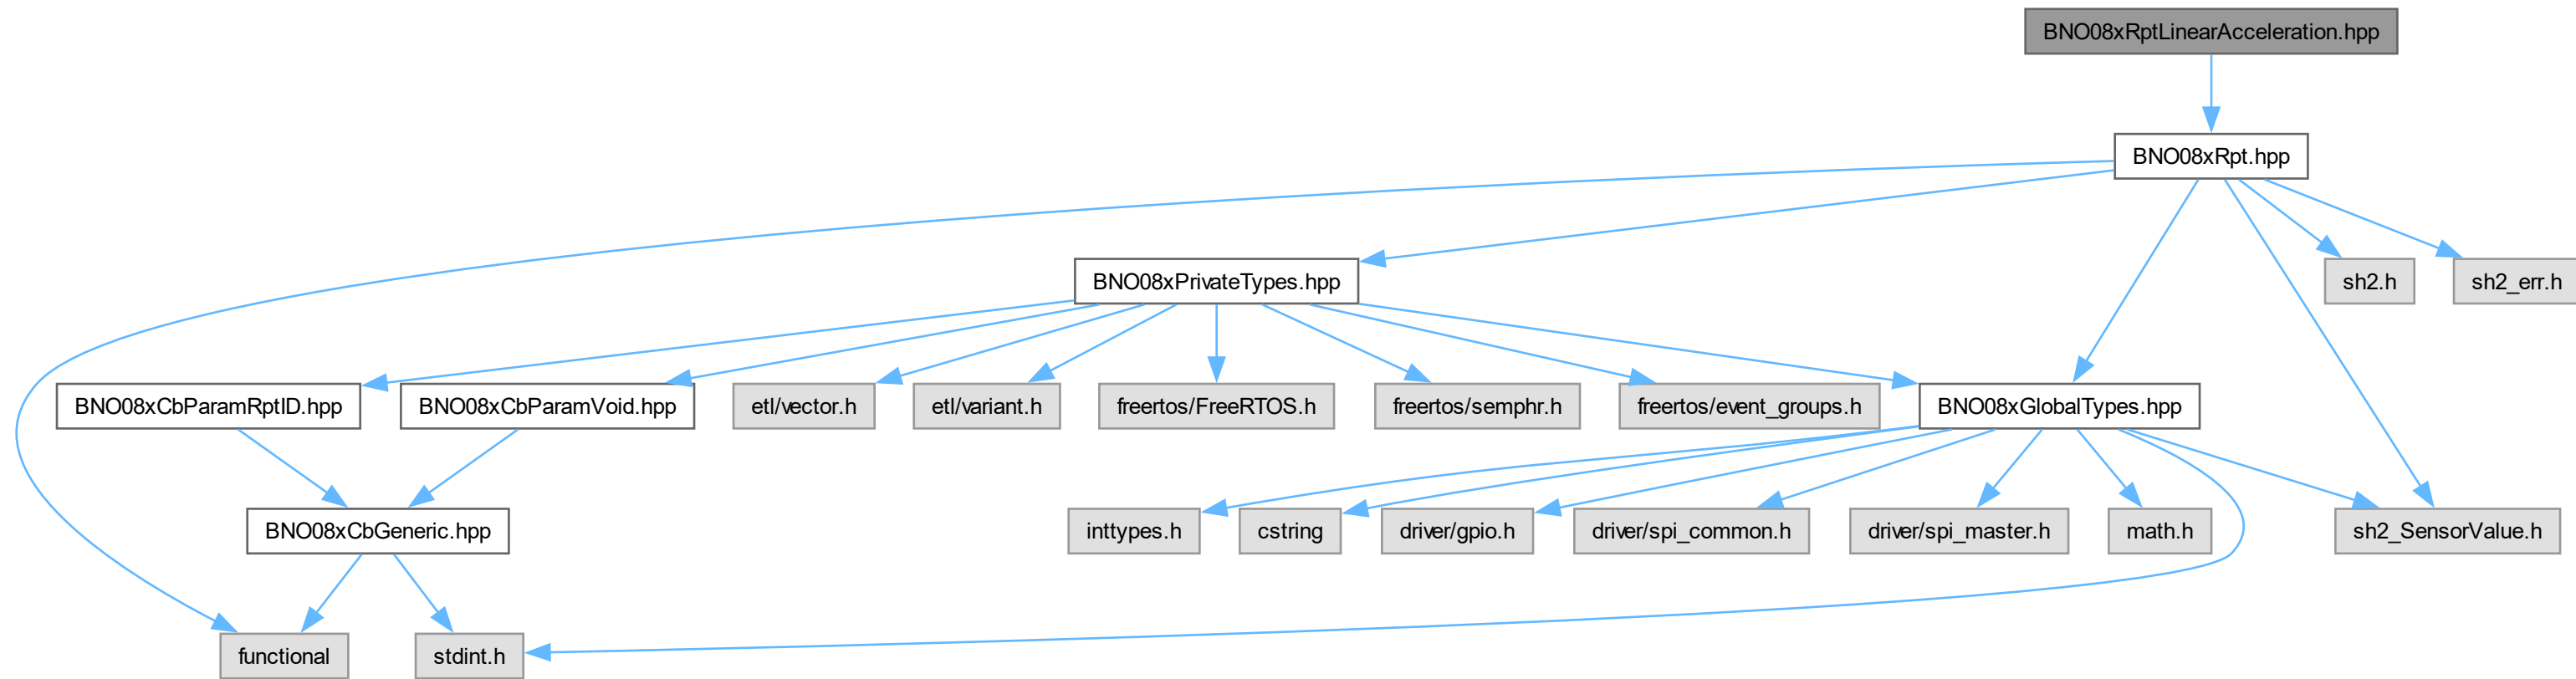 BNO08xRptLinearAcceleration.hpp
BNO08xRpt.hpp
BNO08xPrivateTypes.hpp
sh2.h
sh2_err.h
BNO08xCbParamRptID.hpp
BNO08xCbParamVoid.hpp
etl/vector.h
etl/variant.h
freertos/FreeRTOS.h
freertos/semphr.h
freertos/event_groups.h
BNO08xGlobalTypes.hpp
BNO08xCbGeneric.hpp
inttypes.h
cstring
driver/gpio.h
driver/spi_common.h
driver/spi_master.h
math.h
sh2_SensorValue.h
functional
stdint.h